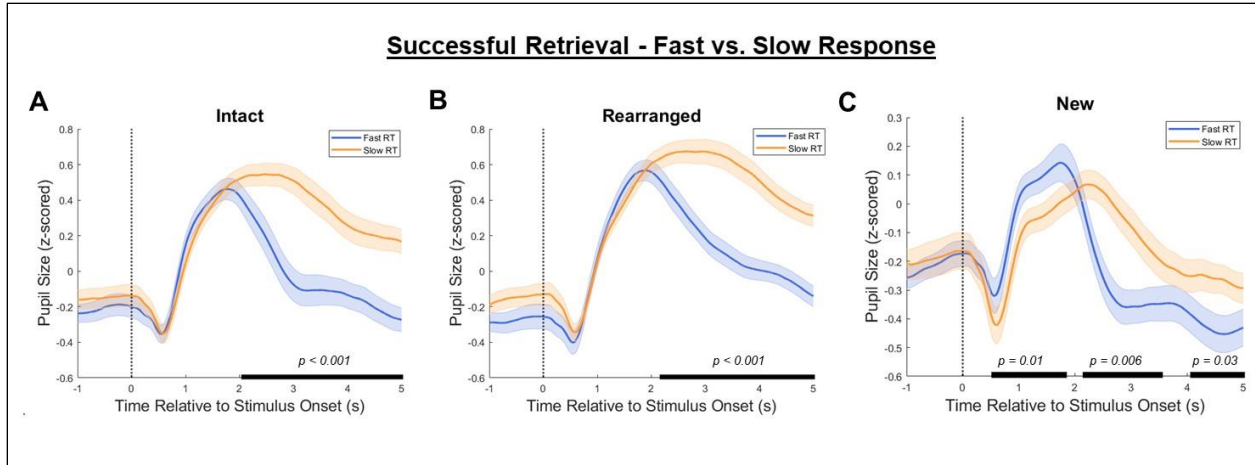 Successful Retrieval - Fast vs. Slow Response
A
Intact
Fast RT
Slow RT
Pupil Size (z-scored)
0.8
0.6
0.4
0.2
0
-0.2
-0.4
-0.6
p < 0.001
-1 0 1 2 3 4 5
Time Relative to Stimulus Onset (s)
B
Rearranged
Fast RT
Slow RT
Pupil Size (z-scored)
0.8
0.6
0.4
0.2
0
-0.2
-0.4
-0.6
p < 0.001
-1 0 1 2 3 4 5
Time Relative to Stimulus Onset (s)
C
New
Fast RT
Slow RT
Pupil Size (z-scored)
0.3
0.2
0.1
0
-0.1
-0.2
-0.3
-0.4
-0.5
-0.6
p = 0.01 p = 0.006 p = 0.03
-1 0 1 2 3 4 5
Time Relative to Stimulus Onset (s)